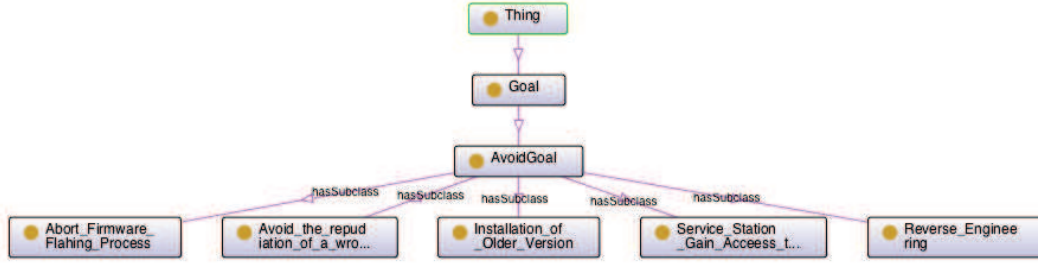 Thing
Goal
AvoidGoal
hasSubclass
hasSubclass
hasSubclass
hasSubclass
hasSubclass
Abort_Firmware_
Flahing_Process
Avoid_the_repud
iation_of_a_wro...
Installation_of
_Older_Version
Service_Station
_Gain_Acceess_t...
Reverse_Enginee
ring